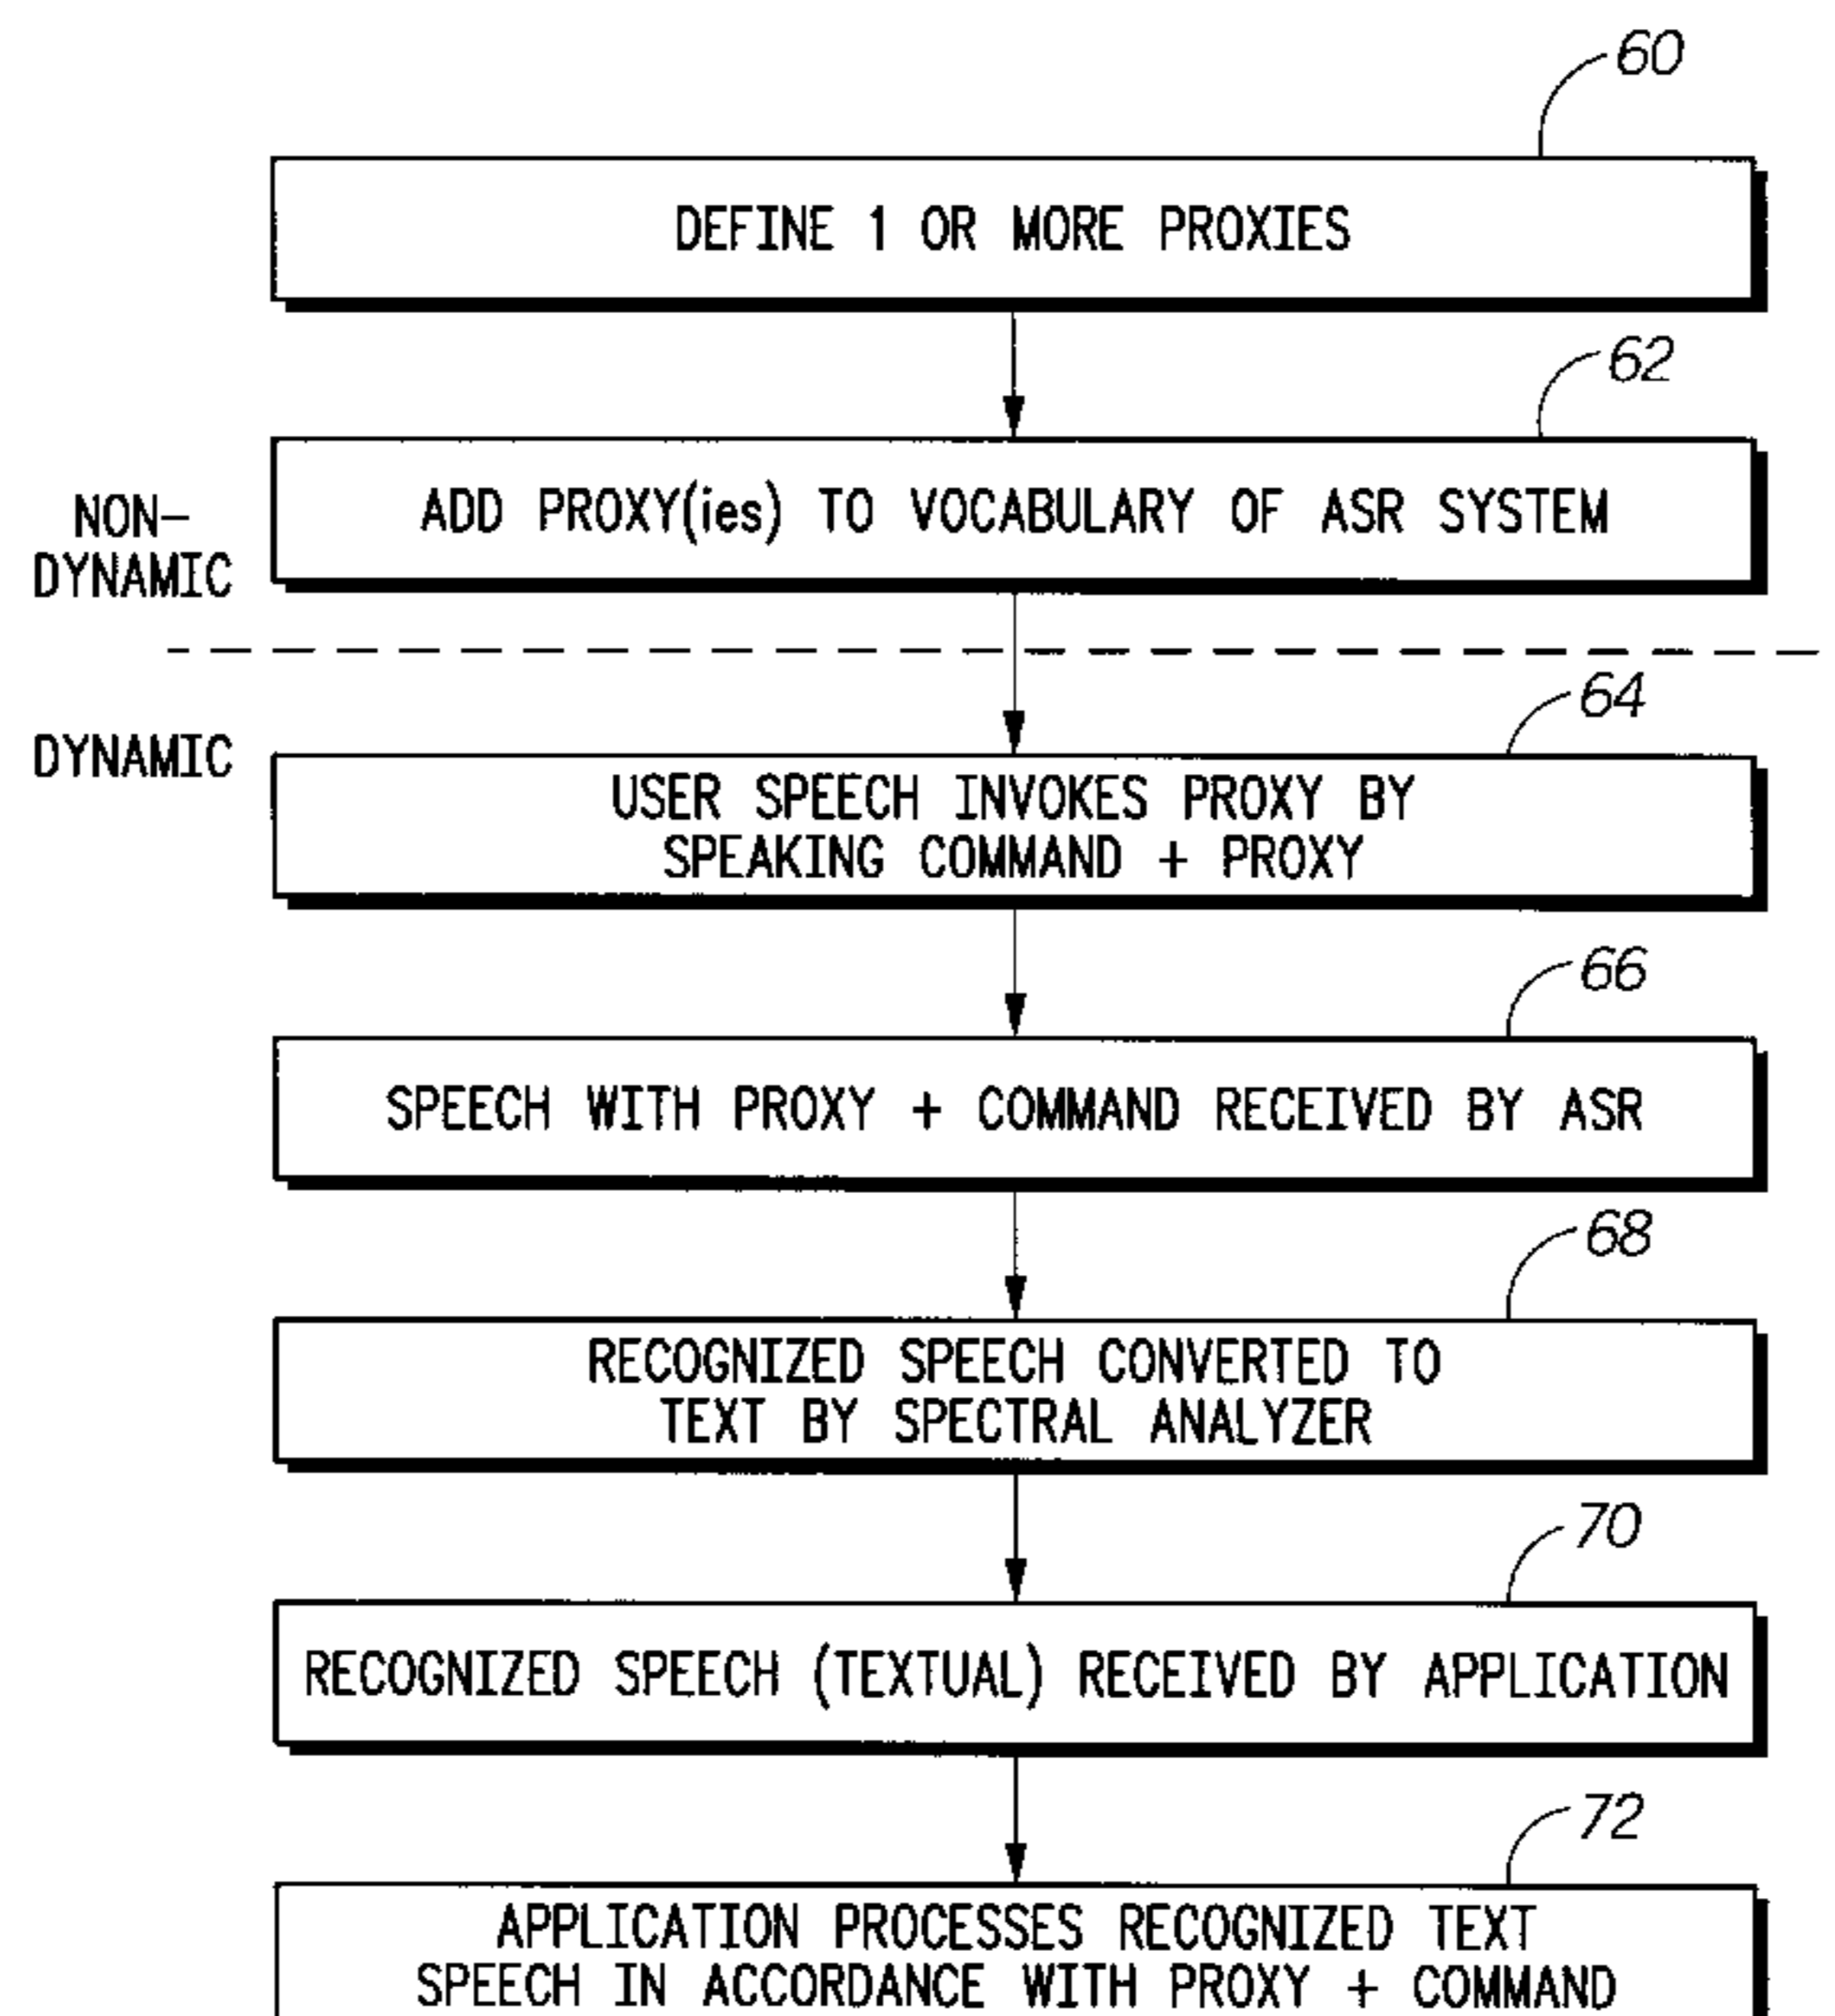 60
DEFINE 1 OR MORE PROXIES
62
ADD PROXY(ies) TO VOCABULARY OF ASR SYSTEM
NON-
DYNAMIC
64
DYNAMIC
USER SPEECH INVOKES PROXY BY
SPEAKING COMMAND + PROXY
66
SPEECH WITH PROXY + COMMAND RECEIVED BY ASR
68
RECOGNIZED SPEECH CONVERTED TO
TEXT BY SPECTRAL ANALYZER
70
RECOGNIZED SPEECH (TEXTUAL) RECEIVED BY APPLICATION
72
APPLICATION PROCESSES RECOGNIZED TEXT
SPEECH IN ACCORDANCE WITH PROXY + COMMAND